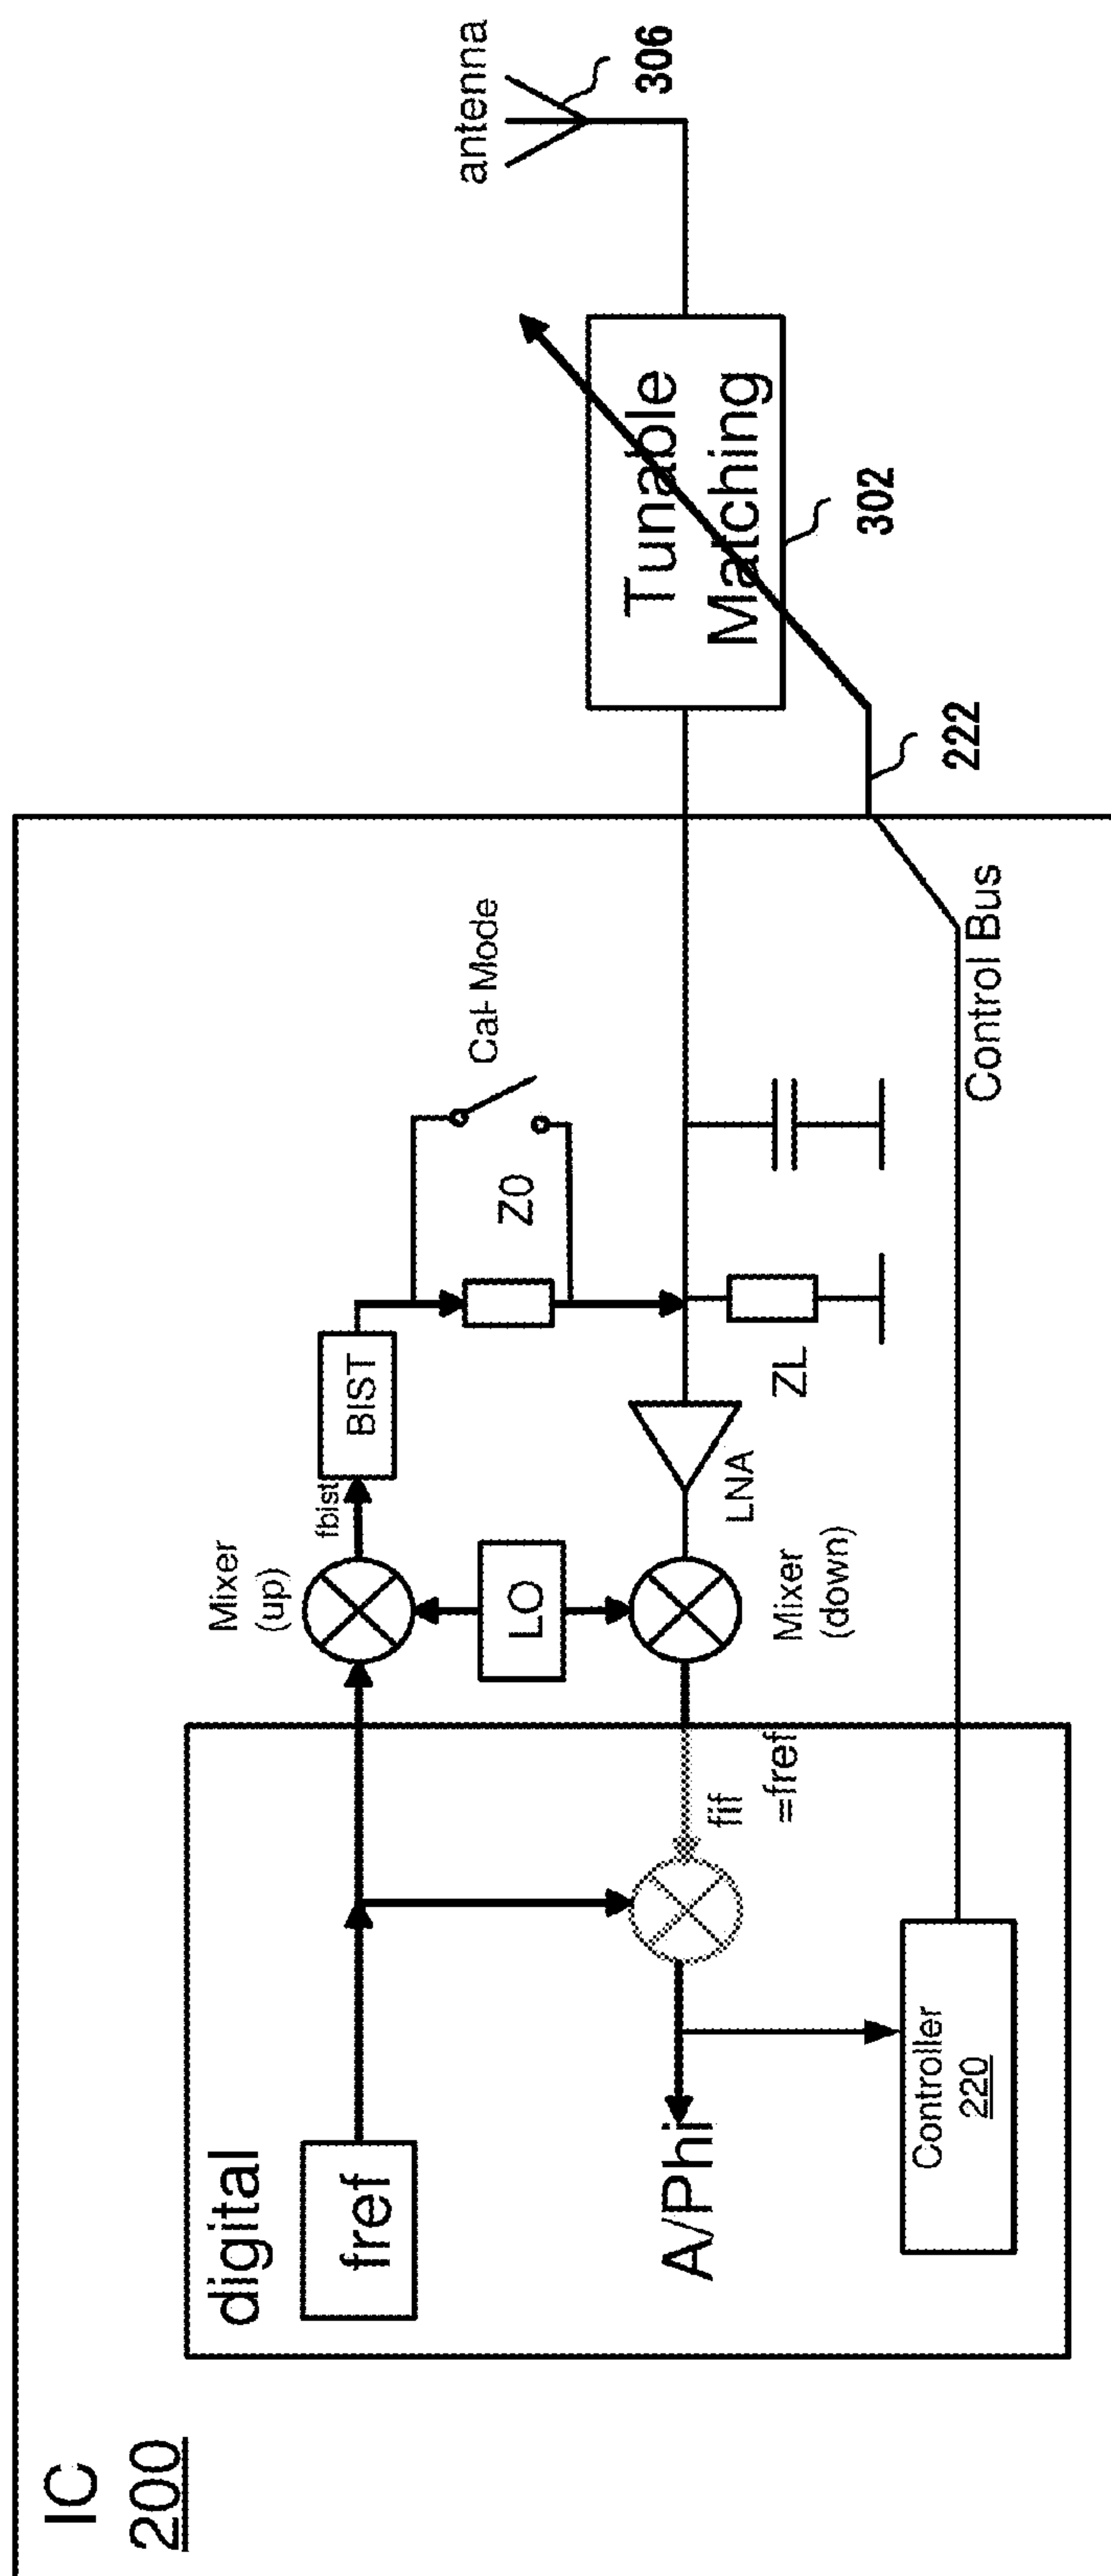 IC
200
digital
fref
A/Phi
Controller
220
fif
=fref
Mixer
(up)
fbist
BIST
LO
Mixer
(down)
LNA
ZL
Z0
Cal-Mode
Control Bus
222
Tunable
Matching
302
antenna
306